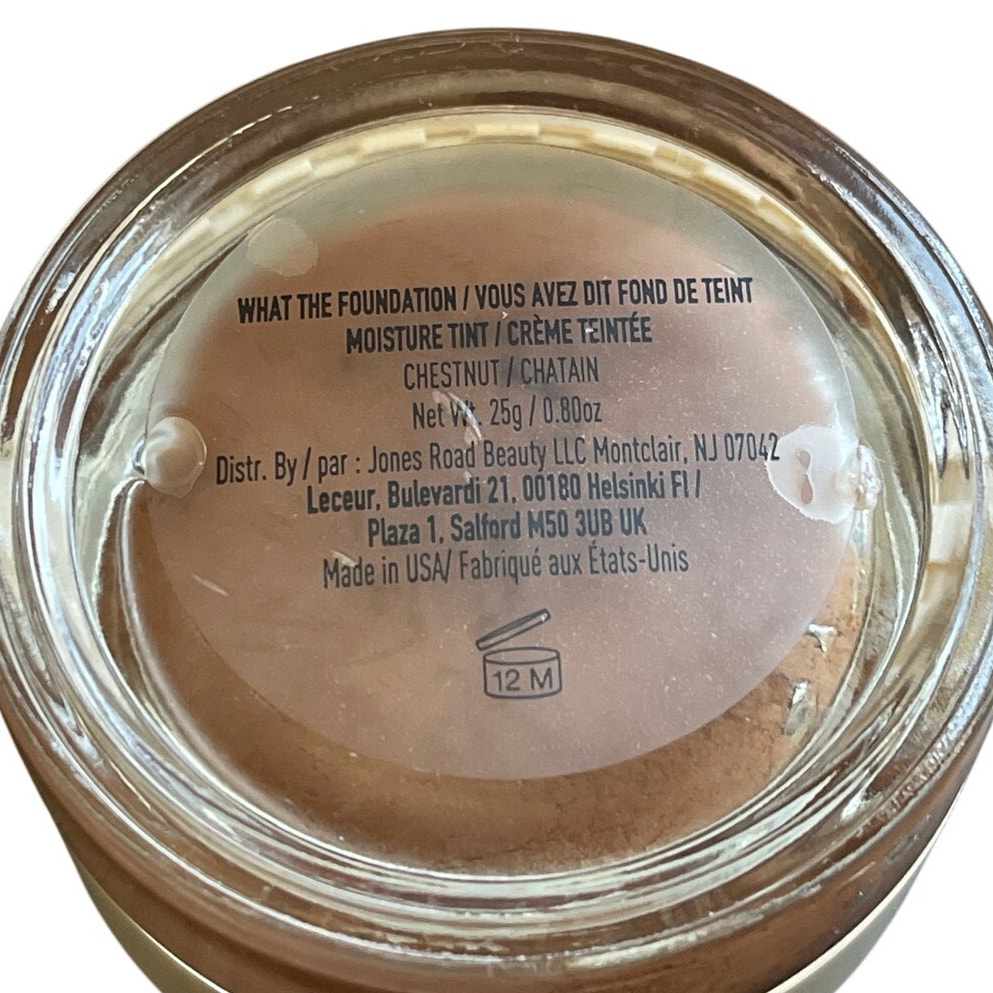 WHAT THE FOUNDATION / VOUS AVEZ DIT FOND DE TEINT
MOISTURE TINT / CRÈME TEINTÉE
CHESTNUT / CHATAIN
Net Wt. 25g / 0.80oz
Distr. By / par : Jones Road Beauty LLC Montclair, NJ 07042
Leceur, Bulevardi 21, 00180 Helsinki FI /
Plaza 1, Salford M50 3UB UK
Made in USA/ Fabriqué aux États-Unis
12 M